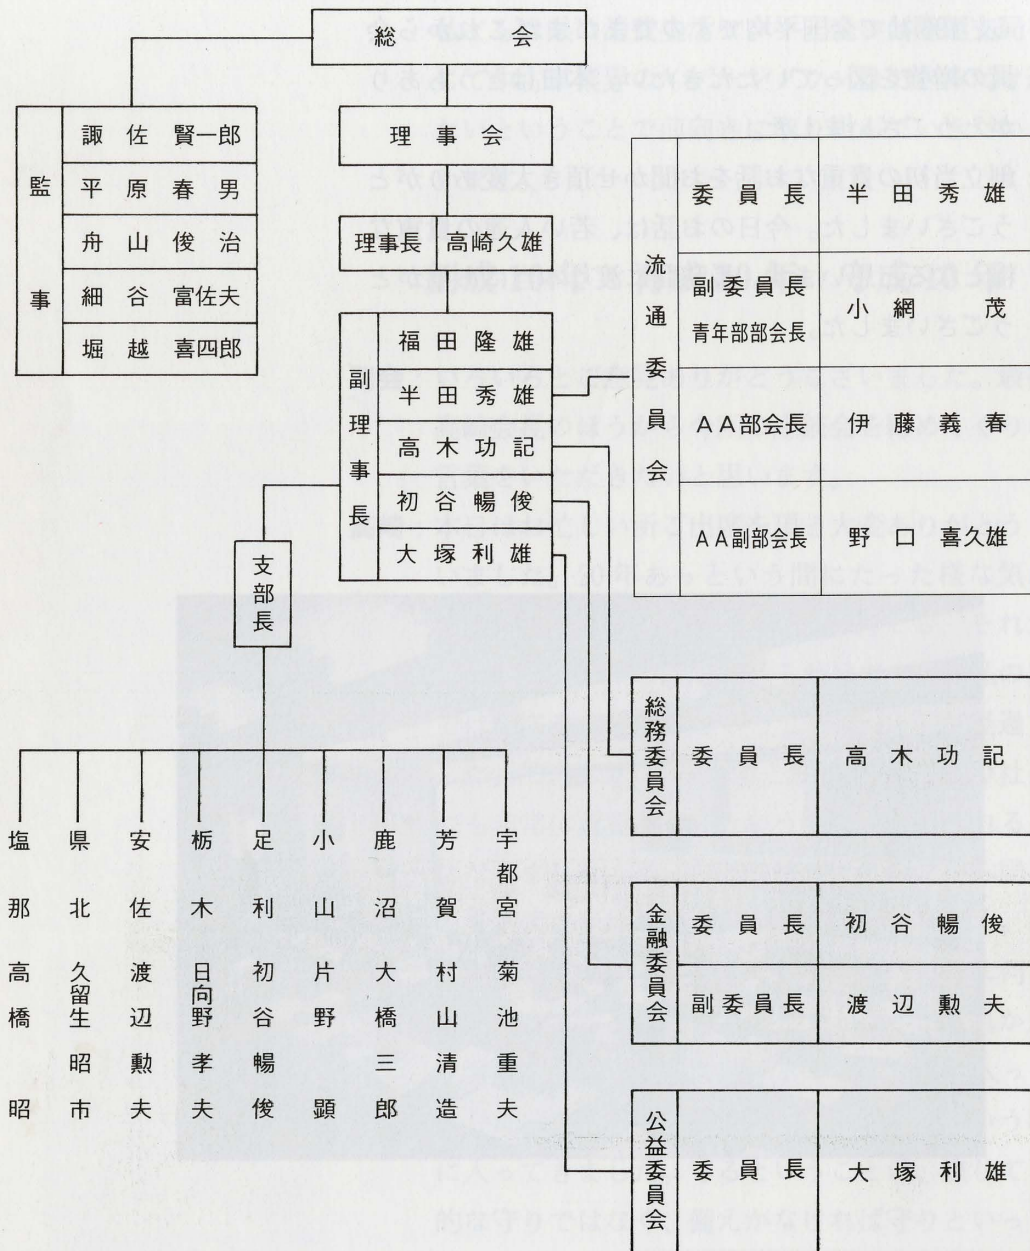 総会
理事会
理事長 高崎久雄
監事
諏佐賢一郎
平原春男
舟山俊治
細谷富佐夫
堀越喜四郎
副理事長
福田隆雄
半田秀雄
高木功記
初谷暢俊
大塚利雄
流通委員会
委員長 半田秀雄
副委員長
青年部部会長
小網茂
AA部会長 伊藤義春
AA副部会長 野口喜久雄
総務委員会
委員長 高木功記
金融委員会
委員長 初谷暢俊
副委員長 渡辺勲夫
公益委員会
委員長 大塚利雄
支部長
宇都宮 菊池重夫
芳賀 村山清造
鹿沼 大橋三郎
小山 片野顕
足利 初谷暢俊
栃木 日向野孝夫
安佐 渡辺勲夫
県北 久留生昭市
塩那 高橋昭